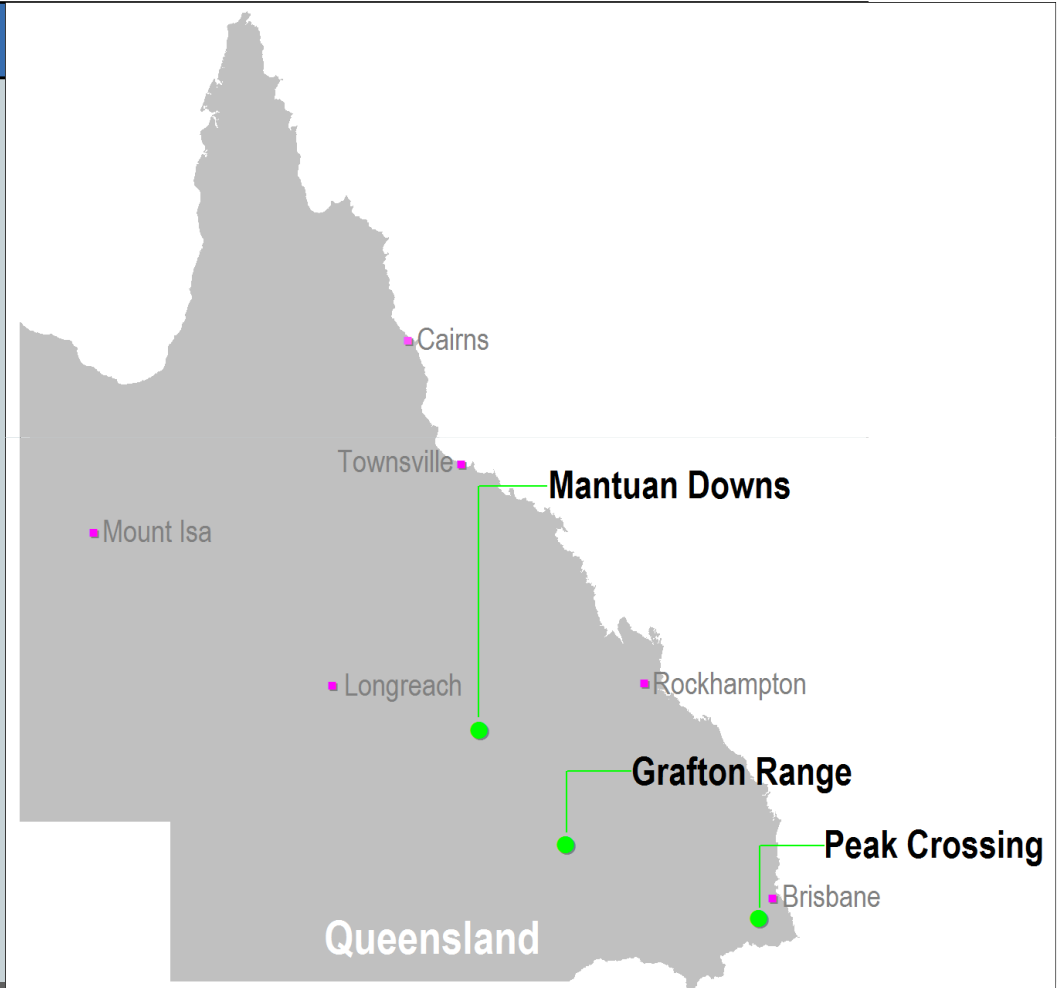 Cairns
Townsville
Mantuan Downs
Mount Isa
Longreach
Rockhampton
Grafton Range
Peak Crossing
Brisbane
Queensland